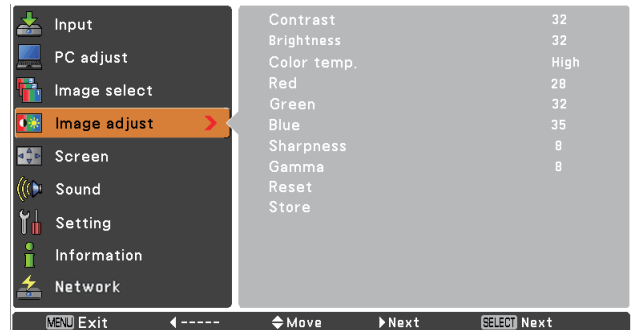 Input
PC adjust
Image select
Image adjust
Screen
Sound
Setting
Information
Network
Contrast 32
Brightness 32
Color temp. High
Red 28
Green 32
Blue 35
Sharpness 8
Gamma 8
Reset
Store
MENU Exit ◀----- ◆Move ▶Next SELECT Next